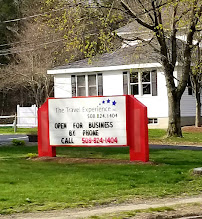 The Travel Experience
508-824-1404
OPEN FOR BUSINESS
BY PHONE
CALL 508-824-1404